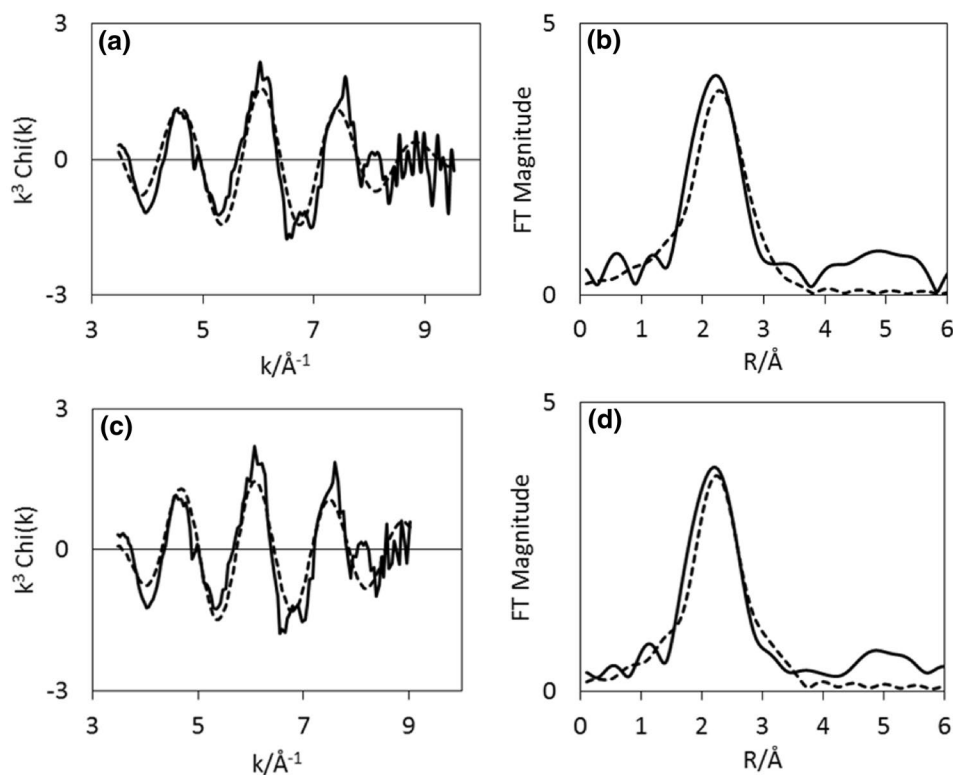 (a)
3
0
-3
k³ Chi(k)
3 5 7 9
k/Å⁻¹
(b)
5
0
FT Magnitude
0 1 2 3 4 5 6
R/Å
(c)
3
0
-3
k³ Chi(k)
3 5 7 9
k/Å⁻¹
(d)
5
0
FT Magnitude
0 1 2 3 4 5 6
R/Å